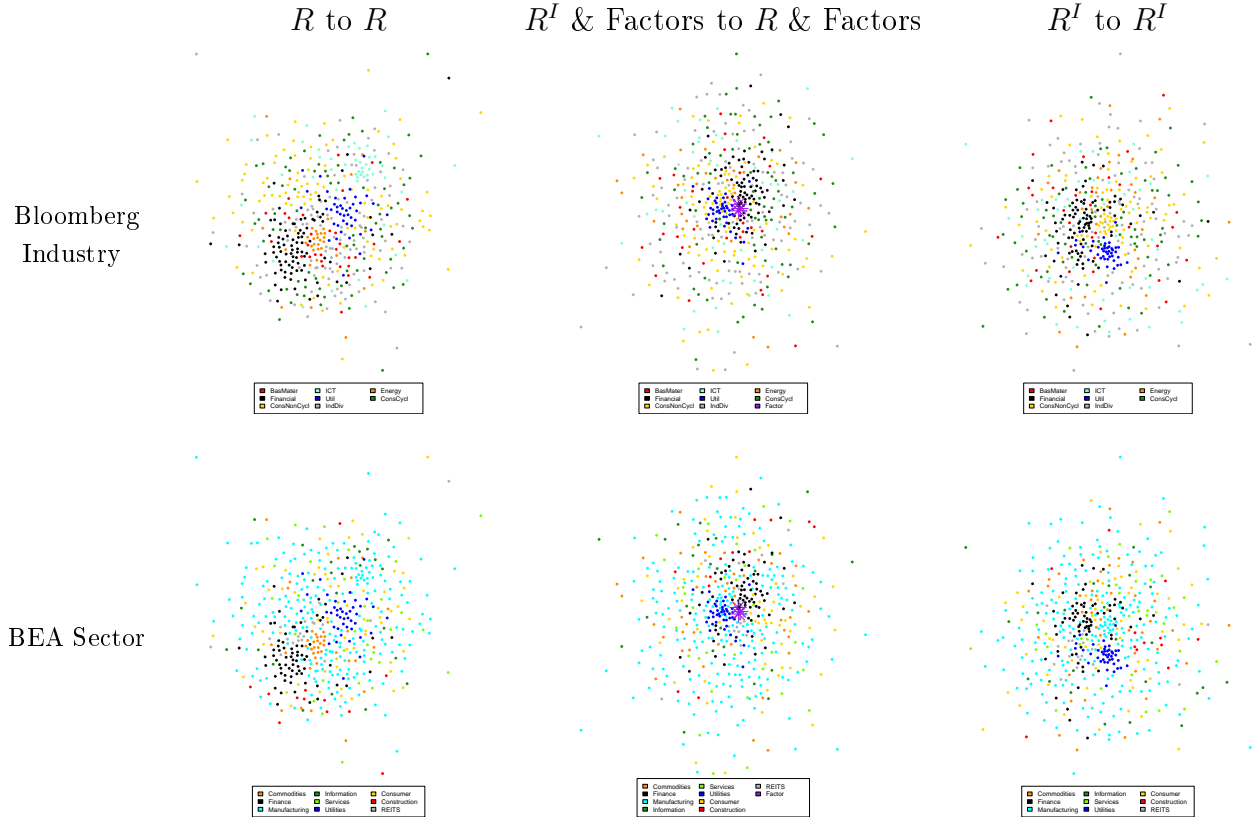 R to R
R^I & Factors to R & Factors
R^I to R^I
Bloomberg
Industry
BasMater ICT Energy
Financial Util ConsCycl
ConsNonCycl IndDiv
BasMater ICT Energy
Financial Util ConsCycl
ConsNonCycl IndDiv Factor
BasMater ICT Energy
Financial Util ConsCycl
ConsNonCycl IndDiv
BEA Sector
Commodities Information Consumer
Finance Services Construction
Manufacturing Utilities REITS
Commodities Services REITS
Finance Utilities Factor
Manufacturing Consumer
Information Construction
Commodities Information Consumer
Finance Services Construction
Manufacturing Utilities REITS